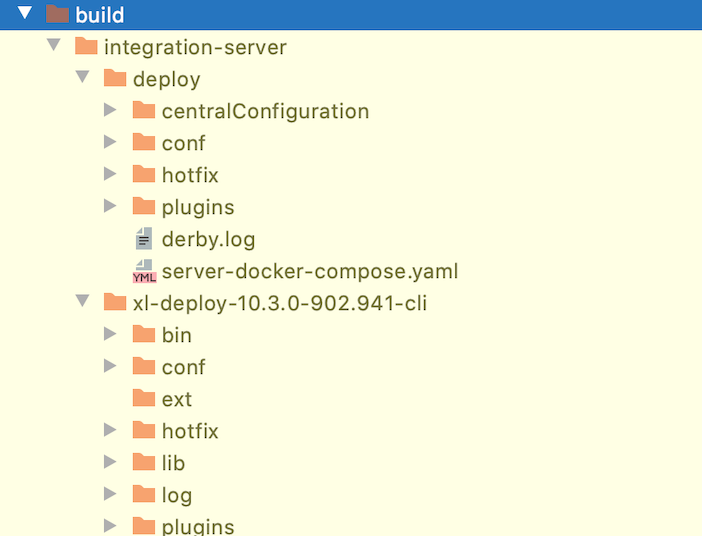 build
integration-server
deploy
centralConfiguration
conf
hotfix
plugins
derby.log
YML server-docker-compose.yaml
xl-deploy-10.3.0-902.941-cli
bin
conf
ext
hotfix
lib
log
plugins